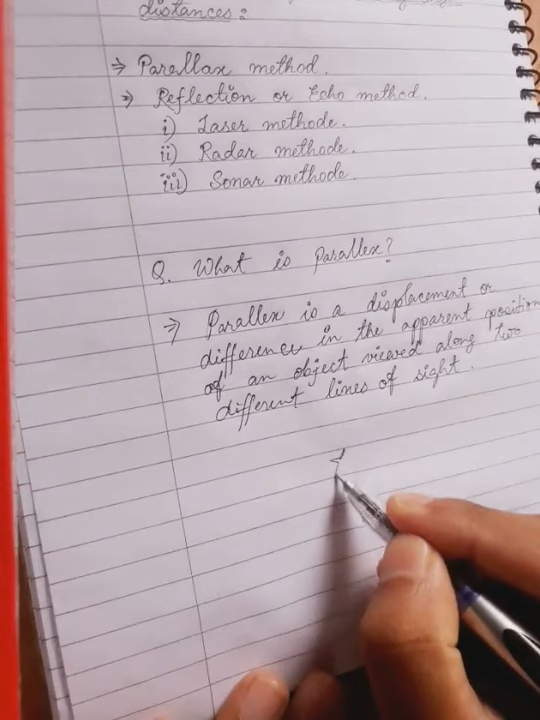 distances :
⇒ Parallax method.
⇒ Reflection or Echo method.
i) Laser methode.
ii) Radar methode.
iii) Sonar methode.
Q. What is Parallex?
⇒ Parallex is a displacement or
difference in the apparent position
of an object viewed along two
different lines of sight.